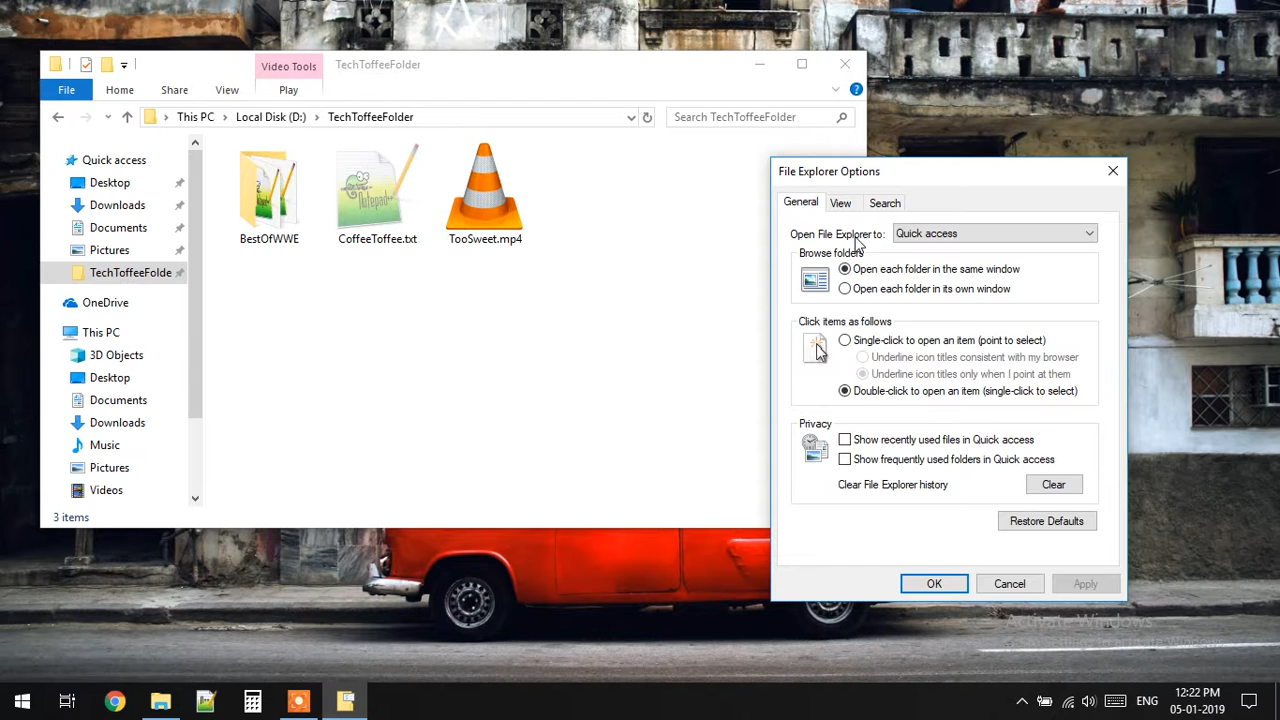 Video Tools
TechToffeeFolder
File
Home
Share
View
Play
This PC
Local Disk (D:)
TechToffeeFolder
Search TechToffeeFolder
Quick access
Desktop
Downloads
Documents
Pictures
TechToffeeFolde
OneDrive
This PC
3D Objects
Desktop
Documents
Downloads
Music
Pictures
Videos
Notepad++
BestOfWWE
CoffeeToffee.txt
TooSweet.mp4
3 items
File Explorer Options
General
View
Search
Open File Explorer to:
Quick access
Browse folders
Open each folder in the same window
Open each folder in its own window
Click items as follows
Single-click to open an item (point to select)
Underline icon titles consistent with my browser
Underline icon titles only when I point at them
Double-click to open an item (single-click to select)
Privacy
Show recently used files in Quick access
Show frequently used folders in Quick access
Clear File Explorer history
Clear
Restore Defaults
OK
Cancel
Apply
Activate Windows
ENG
12:22 PM
05-01-2019